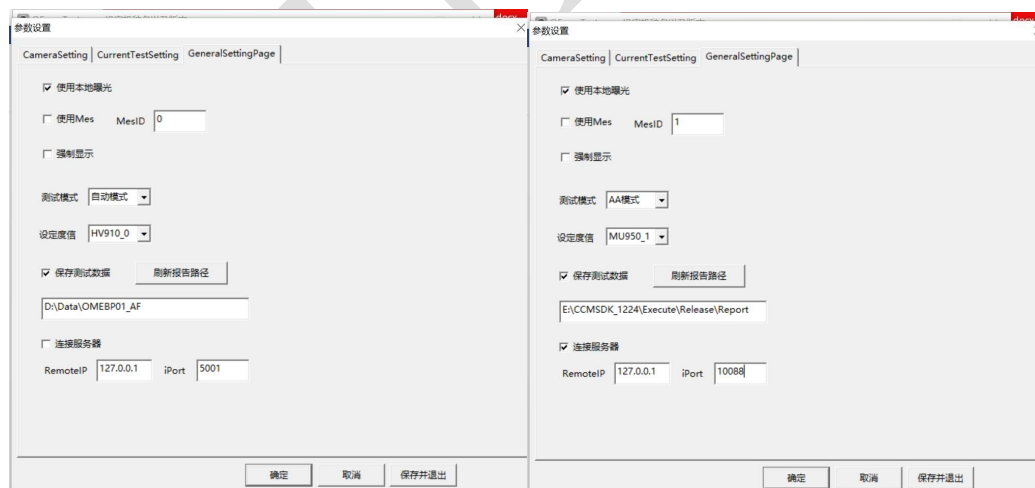 docx
参数设置
CameraSetting CurrentTestSetting GeneralSettingPage
使用本地曝光
使用Mes MesID 0
强制显示
测试模式 自动模式
设定度信 HV910_0
保存测试数据 刷新报告路径
D:\Data\OMEBP01_AF
连接服务器
RemoteIP 127.0.0.1 iPort 5001
确定 取消 保存并退出
docx
参数设置
CameraSetting CurrentTestSetting GeneralSettingPage
使用本地曝光
使用Mes MesID 1
强制显示
测试模式 AA模式
设定度信 MU950_1
保存测试数据 刷新报告路径
E:\CCMSDK_1224\Execute\Release\Report
连接服务器
RemoteIP 127.0.0.1 iPort 10088
确定 取消 保存并退出